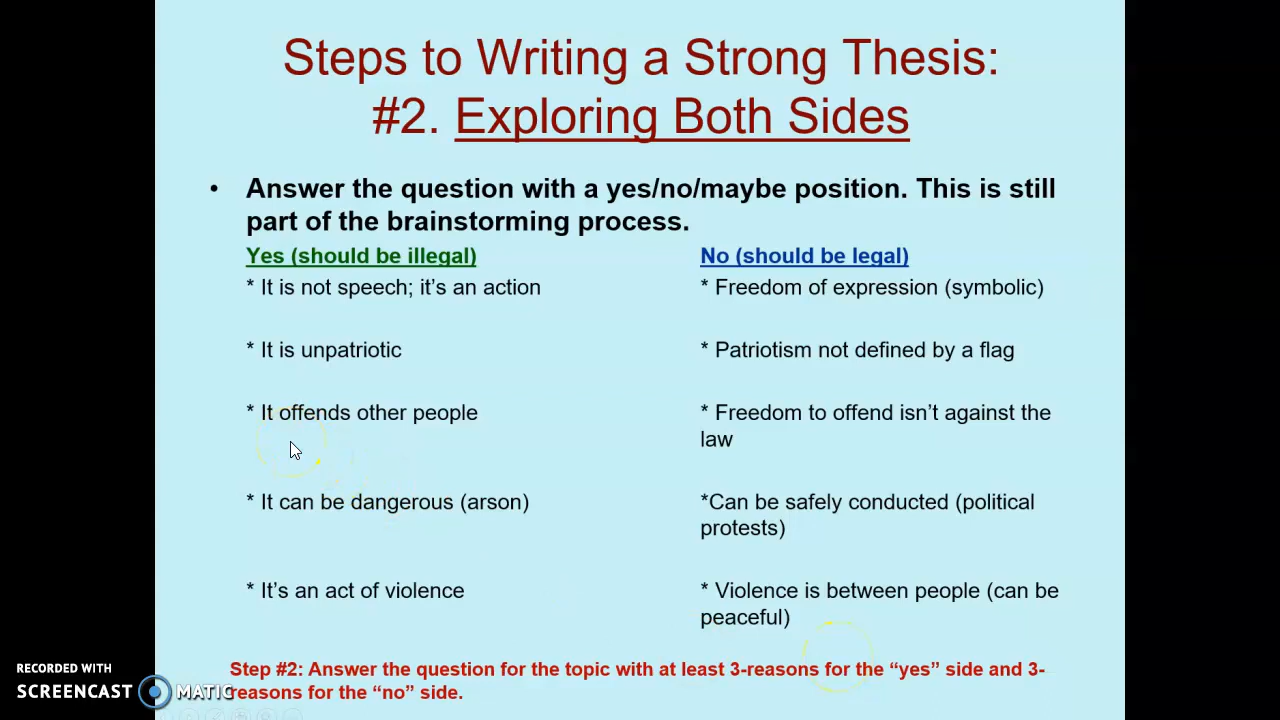 Steps to Writing a Strong Thesis:
#2. Exploring Both Sides
• Answer the question with a yes/no/maybe position. This is still
part of the brainstorming process.
Yes (should be illegal)
* It is not speech; it's an action
* It is unpatriotic
* It offends other people
* It can be dangerous (arson)
* It's an act of violence
No (should be legal)
* Freedom of expression (symbolic)
* Patriotism not defined by a flag
* Freedom to offend isn't against the
law
*Can be safely conducted (political
protests)
* Violence is between people (can be
peaceful)
Step #2: Answer the question for the topic with at least 3-reasons for the “yes” side and 3-
reasons for the “no” side.
RECORDED WITH
SCREENCAST MATIC